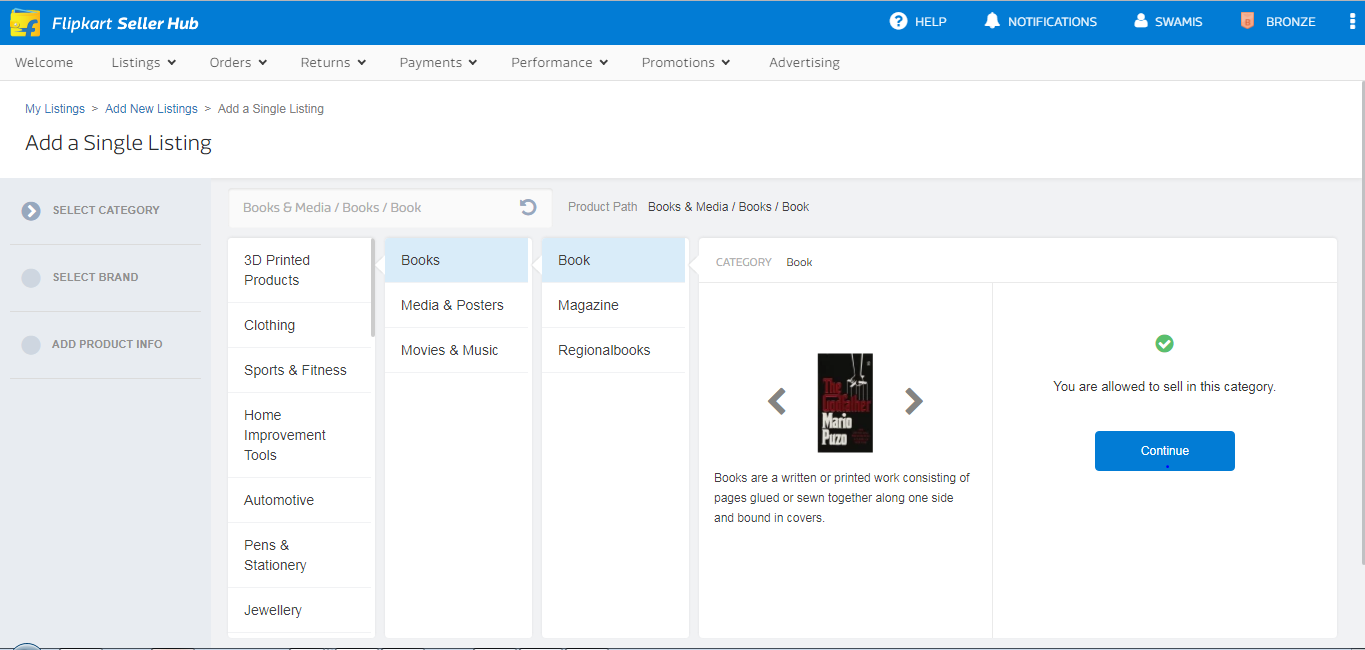 Flipkart Seller Hub
HELP
NOTIFICATIONS
SWAMIS
BRONZE
Welcome
Listings
Orders
Returns
Payments
Performance
Promotions
Advertising
My Listings > Add New Listings > Add a Single Listing
Add a Single Listing
SELECT CATEGORY
SELECT BRAND
ADD PRODUCT INFO
Books & Media / Books / Book
Product Path Books & Media / Books / Book
3D Printed
Products
Clothing
Sports & Fitness
Home
Improvement
Tools
Automotive
Pens &
Stationery
Jewellery
Books
Media & Posters
Movies & Music
Book
Magazine
Regionalbooks
CATEGORY Book
The
Godfather
Mario
Puzo
Books are a written or printed work consisting of
pages glued or sewn together along one side
and bound in covers.
You are allowed to sell in this category.
Continue